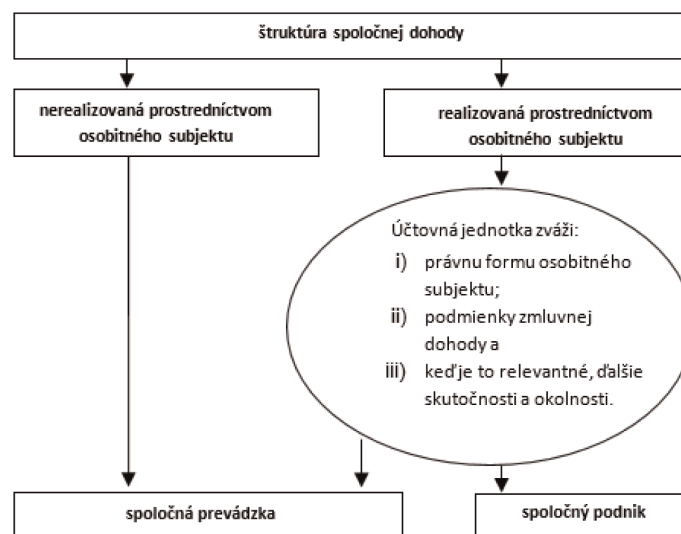 štruktúra spoločnej dohody
nerealizovaná prostredníctvom
osobitného subjektu
realizovaná prostredníctvom
osobitného subjektu
Účtovná jednotka zváži:
i) právnu formu osobitného
subjektu;
ii) podmienky zmluvnej
dohody a
iii) keď je to relevantné, ďalšie
skutočnosti a okolnosti.
spoločná prevádzka
spoločný podnik